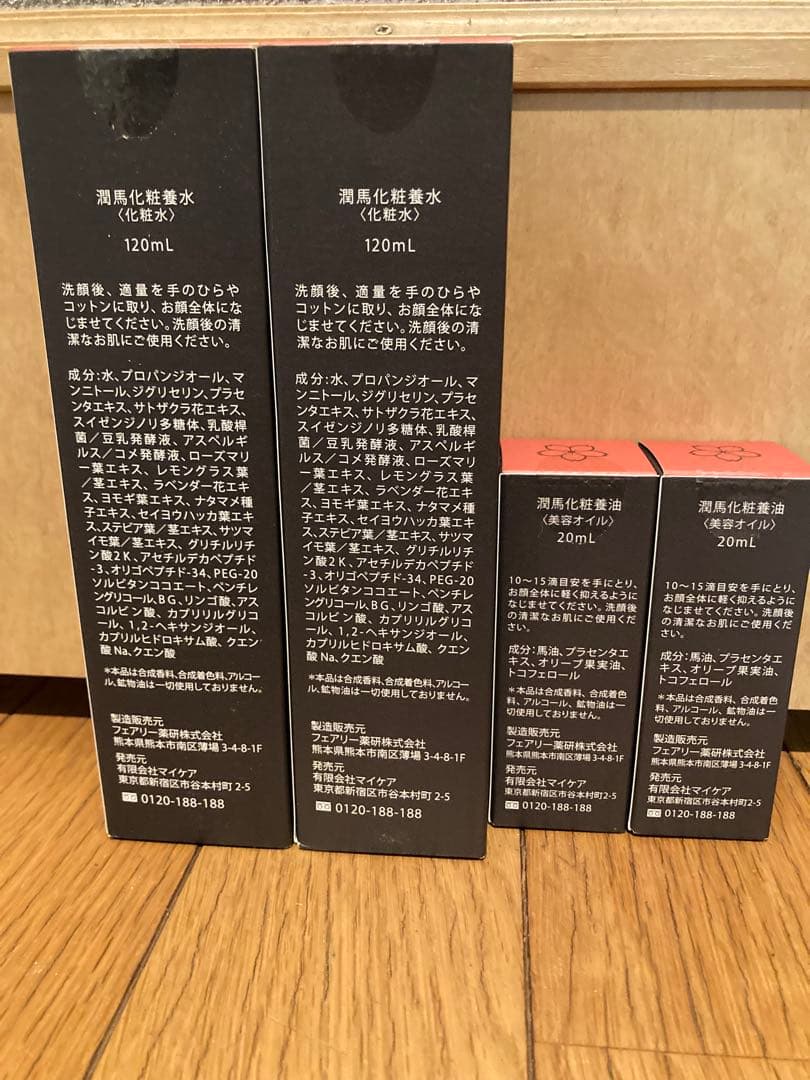 潤馬化粧養水
〈化粧水〉
120mL
洗顔後、適量を手のひらや
コットンに取り、お顔全体にな
じませてください。洗顔後の清
潔なお肌にご使用ください。
成分:水、プロパンジオール、マ
ンニトール、ジグリセリン、プラセ
ンタエキス、サトザクラ花エキス、
スイゼンジノリ多糖体、乳酸桿
菌/豆乳発酵液、アスペルギ
ルス/コメ発酵液、ローズマリ
ー葉エキス、レモングラス葉
/茎エキス、ラベンダー花エキ
ス、ヨモギ葉エキス、ナタマメ種
子エキス、セイヨウハッカ葉エキ
ス、ステビア葉/茎エキス、サツマ
イモ葉/茎エキス、グリチルリチ
ン酸2K、アセチルデカペプチド
-3、オリゴペプチド-34、PEG-20
ソルビタンココエート、ペンチレ
ングリコール、BG、リンゴ酸、アス
コルビン酸、カプリリルグリコ
ール、1,2-ヘキサンジオール、
カプリルヒドロキサム酸、クエン
酸Na、クエン酸
*本品は合成香料、合成着色料、アルコー
ル、鉱物油は一切使用しておりません。
製造販売元
フェアリー薬研株式会社
熊本県熊本市南区薄場3-4-8-1F
発売元
有限会社マイケア
東京都新宿区市谷本村町2-5
0120-188-188
潤馬化粧養水
〈化粧水〉
120mL
洗顔後、適量を手のひらや
コットンに取り、お顔全体にな
じませてください。洗顔後の清
潔なお肌にご使用ください。
成分:水、プロパンジオール、マ
ンニトール、ジグリセリン、プラセ
ンタエキス、サトザクラ花エキス、
スイゼンジノリ多糖体、乳酸桿
菌/豆乳発酵液、アスペルギ
ルス/コメ発酵液、ローズマリ
ー葉エキス、レモングラス葉
/茎エキス、ラベンダー花エキ
ス、ヨモギ葉エキス、ナタマメ種
子エキス、セイヨウハッカ葉エキ
ス、ステビア葉/茎エキス、サツマ
イモ葉/茎エキス、グリチルリチ
ン酸2K、アセチルデカペプチド
-3、オリゴペプチド-34、PEG-20
ソルビタンココエート、ペンチレ
ングリコール、BG、リンゴ酸、アス
コルビン酸、カプリリルグリコ
ール、1,2-ヘキサンジオール、
カプリルヒドロキサム酸、クエン
酸Na、クエン酸
*本品は合成香料、合成着色料、アルコー
ル、鉱物油は一切使用しておりません。
製造販売元
フェアリー薬研株式会社
熊本県熊本市南区薄場3-4-8-1F
発売元
有限会社マイケア
東京都新宿区市谷本村町2-5
0120-188-188
潤馬化粧養油
〈美容オイル〉
20mL
10〜15滴目安を手にとり、
お顔全体に軽く抑えるように
なじませてください。洗顔後
の清潔なお肌にご使用ください。
成分:馬油、プラセンタエ
キス、オリーブ果実油、
トコフェロール
*本品は合成香料、合成着色
料、アルコール、鉱物油は一
切使用しておりません。
製造販売元
フェアリー薬研株式会社
熊本県熊本市南区薄場3-4-8-1F
発売元
有限会社マイケア
東京都新宿区市谷本村町2-5
0120-188-188
潤馬化粧養油
〈美容オイル〉
20mL
10〜15滴目安を手にとり、
お顔全体に軽く抑えるように
なじませてください。洗顔後
の清潔なお肌にご使用ください。
成分:馬油、プラセンタエ
キス、オリーブ果実油、
トコフェロール
*本品は合成香料、合成着色
料、アルコール、鉱物油は一
切使用しておりません。
製造販売元
フェアリー薬研株式会社
熊本県熊本市南区薄場3-4-8-1F
発売元
有限会社マイケア
東京都新宿区市谷本村町2-5
0120-188-188